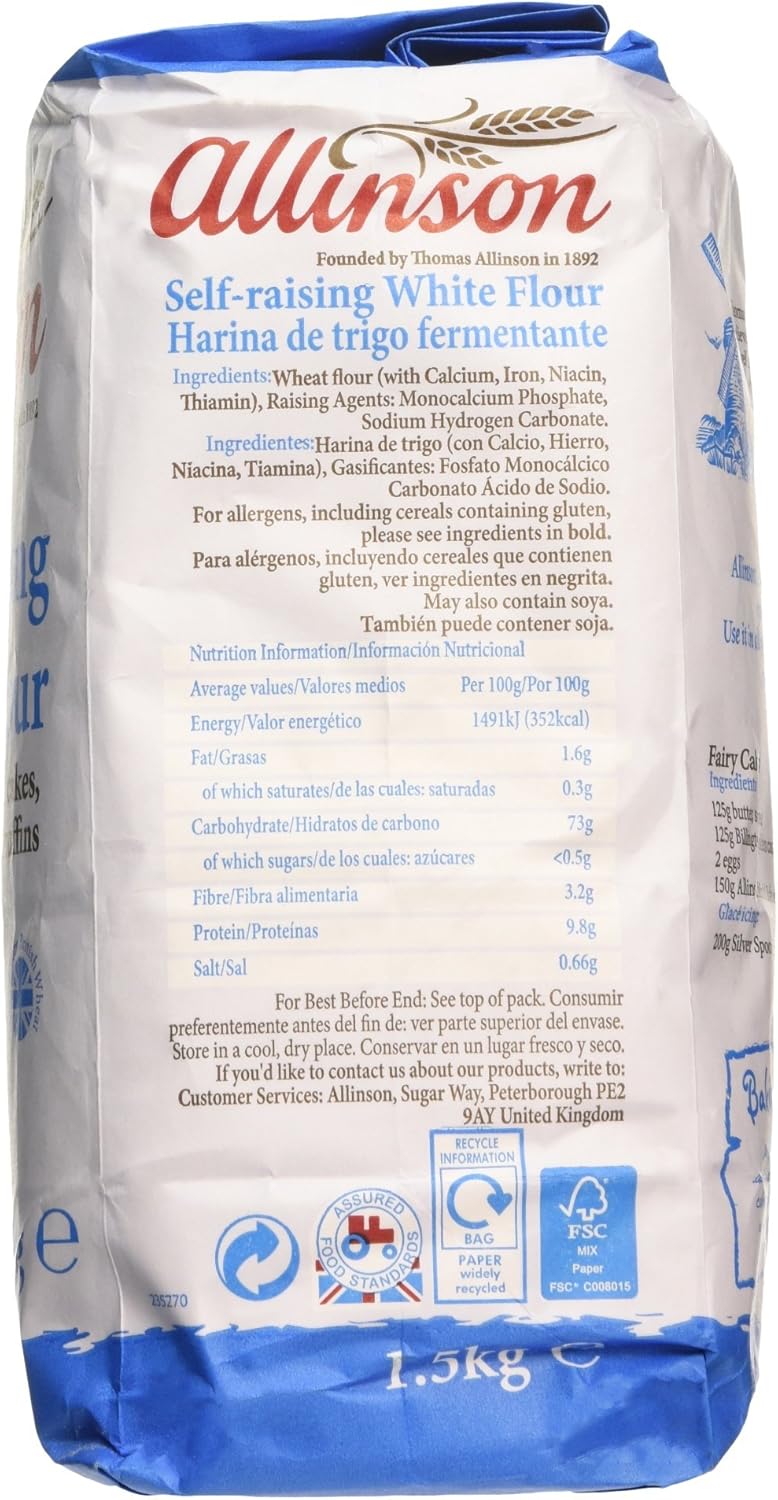 allinson
Founded by Thomas Allinson in 1892
Self-raising White Flour
Harina de trigo fermentante
Ingredients:Wheat flour (with Calcium, Iron, Niacin,
Thiamin), Raising Agents: Monocalcium Phosphate,
Sodium Hydrogen Carbonate.
Ingredientes:Harina de trigo (con Calcio, Hierro,
Níacina, Tiamina), Gasificantes: Fosfato Monocálcico
Carbonato Ácido de Sodio.
For allergens, including cereals containing gluten,
please see ingredients in bold.
Para alérgenos, incluyendo cereales que contienen
gluten, ver ingredientes en negrita.
May also contain soya.
También puede contener soja.
Nutrition Information/Información Nutricional
Average values/Valores medios Per 100g/Por 100g
Energy/Valor energético 1491kJ (352kcal)
Fat/Grasas 1.6g
of which saturates/de las cuales: saturadas 0.3g
Carbohydrate/Hidratos de carbono 73g
of which sugars/de los cuales: azúcares <0.5g
Fibre/Fibra alimentaria 3.2g
Protein/Proteínas 9.8g
Salt/Sal 0.66g
For Best Before End: See top of pack. Consumir
preferentemente antes del fin de: ver parte superior del envase.
Store in a cool, dry place. Conservar en un lugar fresco y seco.
If you'd like to contact us about our products, write to:
Customer Services: Allinson, Sugar Way, Peterborough PE2
9AY United Kingdom
RECYCLE
INFORMATION
BAG
PAPER
widely
recycled
ASSURED
FOOD STANDARDS
FSC
MIX
Paper
FSC® C008015
235270
1.5kg e
e
Use it in
Fairy
125g
125g
2 eggs
150g
Glacé icing
200g Silver